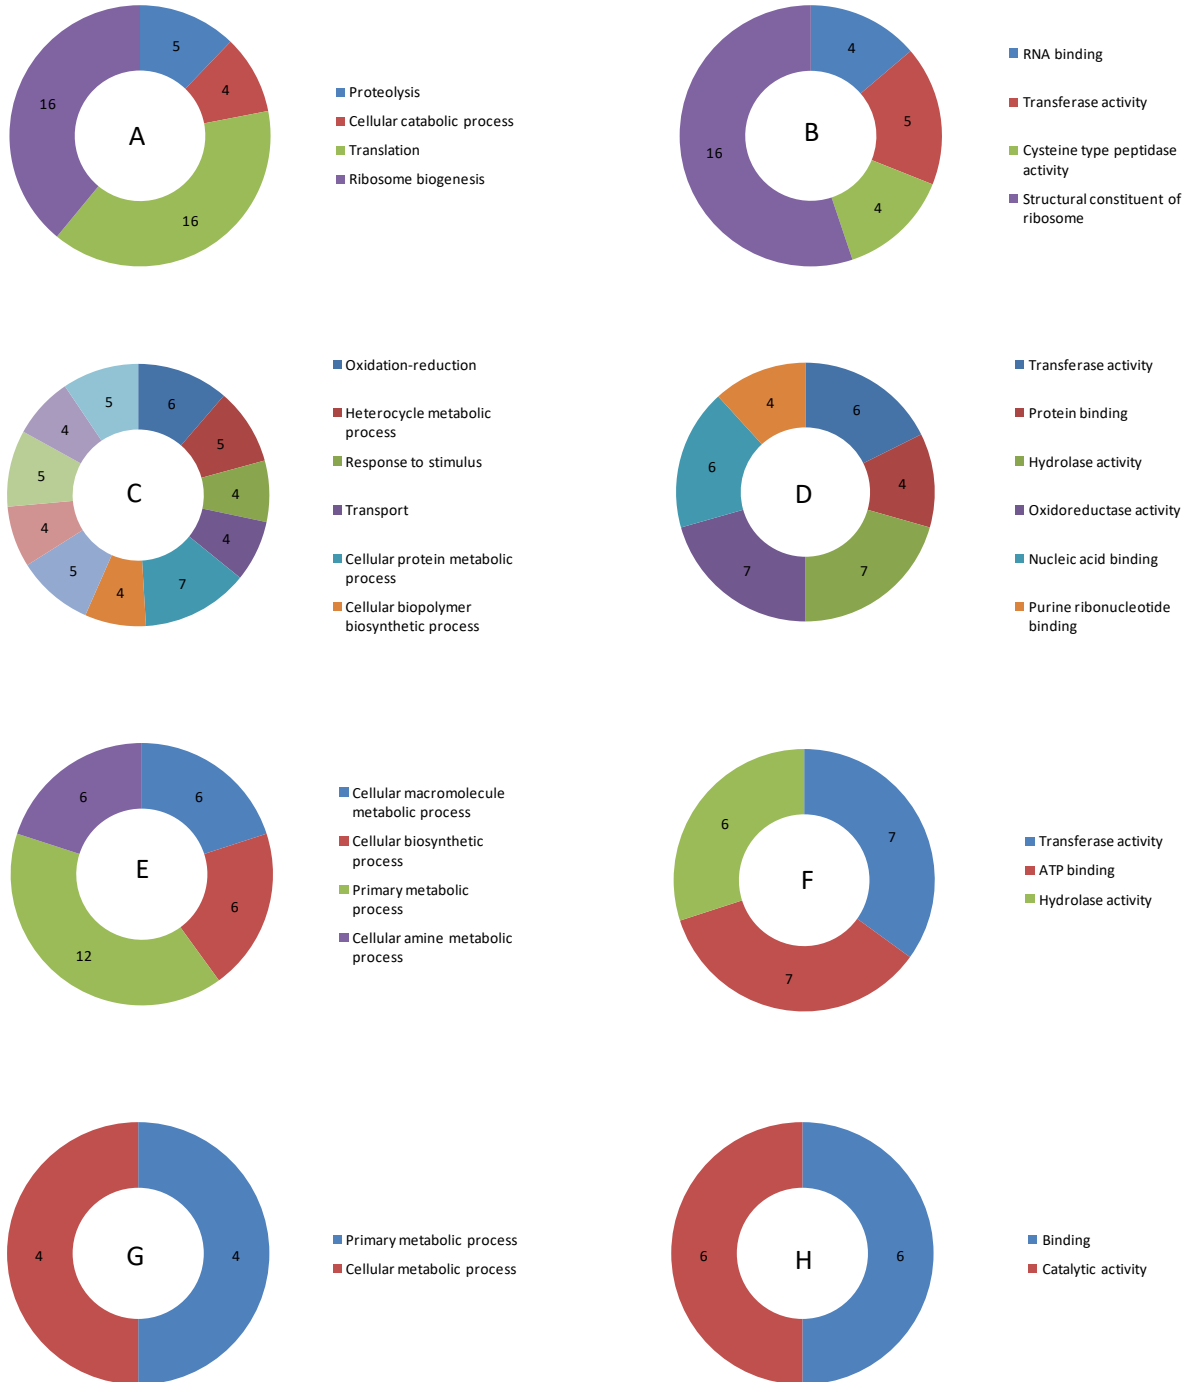 5
4
16
16
A
Proteolysis
Cellular catabolic process
Translation
Ribosome biogenesis
4
5
4
16
B
RNA binding
Transferase activity
Cysteine type peptidase
activity
Structural constituent of
ribosome
6
5
4
4
7
4
5
4
5
4
5
C
Oxidation-reduction
Heterocycle metabolic
process
Response to stimulus
Transport
Cellular protein metabolic
process
Cellular biopolymer
biosynthetic process
6
4
7
7
6
4
D
Transferase activity
Protein binding
Hydrolase activity
Oxidoreductase activity
Nucleic acid binding
Purine ribonucleotide
binding
6
6
12
6
E
Cellular macromolecule
metabolic process
Cellular biosynthetic
process
Primary metabolic
process
Cellular amine metabolic
process
7
7
6
F
Transferase activity
ATP binding
Hydrolase activity
4
4
G
Primary metabolic process
Cellular metabolic process
6
6
H
Binding
Catalytic activity